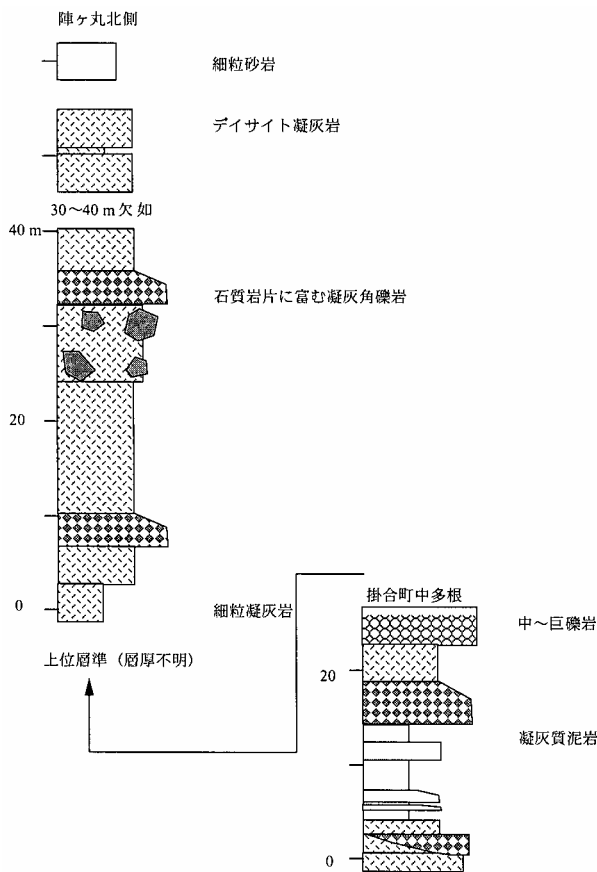 陣ヶ丸北側
細粒砂岩
デイサイト凝灰岩
30～40 m 欠如
40 m
石質岩片に富む凝灰角礫岩
20
0
細粒凝灰岩
上位層準（層厚不明）
掛合町中多根
中～巨礫岩
20
凝灰質泥岩
0